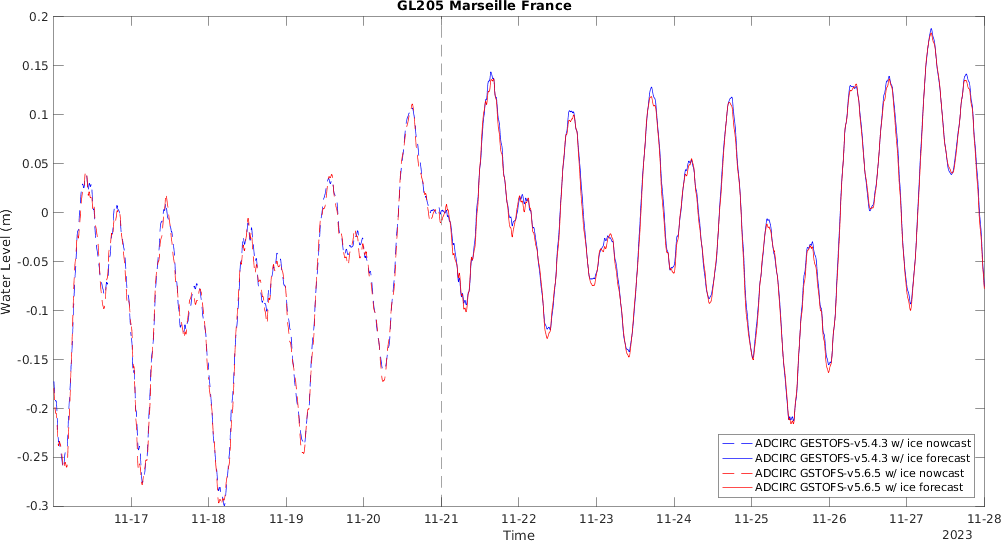 GL205 Marseille France
0.2
0.15
0.1
0.05
0
-0.05
-0.1
-0.15
-0.2
-0.25
-0.3
Water Level (m)
11-17 11-18 11-19 11-20 11-21 11-22 11-23 11-24 11-25 11-26 11-27 11-28
Time
2023
ADCIRC GESTOFS-v5.4.3 w/ ice nowcast
ADCIRC GESTOFS-v5.4.3 w/ ice forecast
ADCIRC GSTOFS-v5.6.5 w/ ice nowcast
ADCIRC GSTOFS-v5.6.5 w/ ice forecast